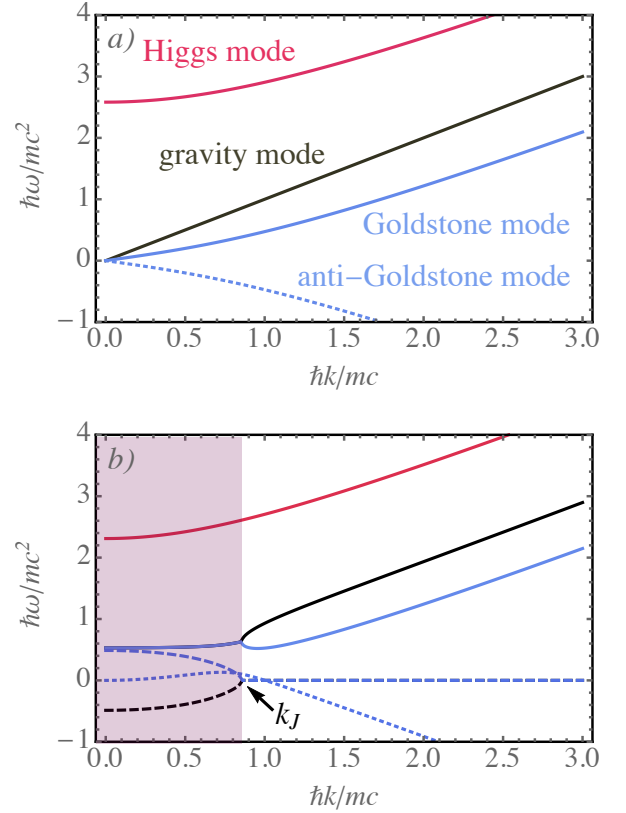 4
a)
Higgs mode
3
ħω/mc²
2
gravity mode
1
Goldstone mode
0
anti−Goldstone mode
−1
0.0 0.5 1.0 1.5 2.0 2.5 3.0
ħk/mc
4
b)
3
ħω/mc²
2
1
0
k_J
−1
0.0 0.5 1.0 1.5 2.0 2.5 3.0
ħk/mc